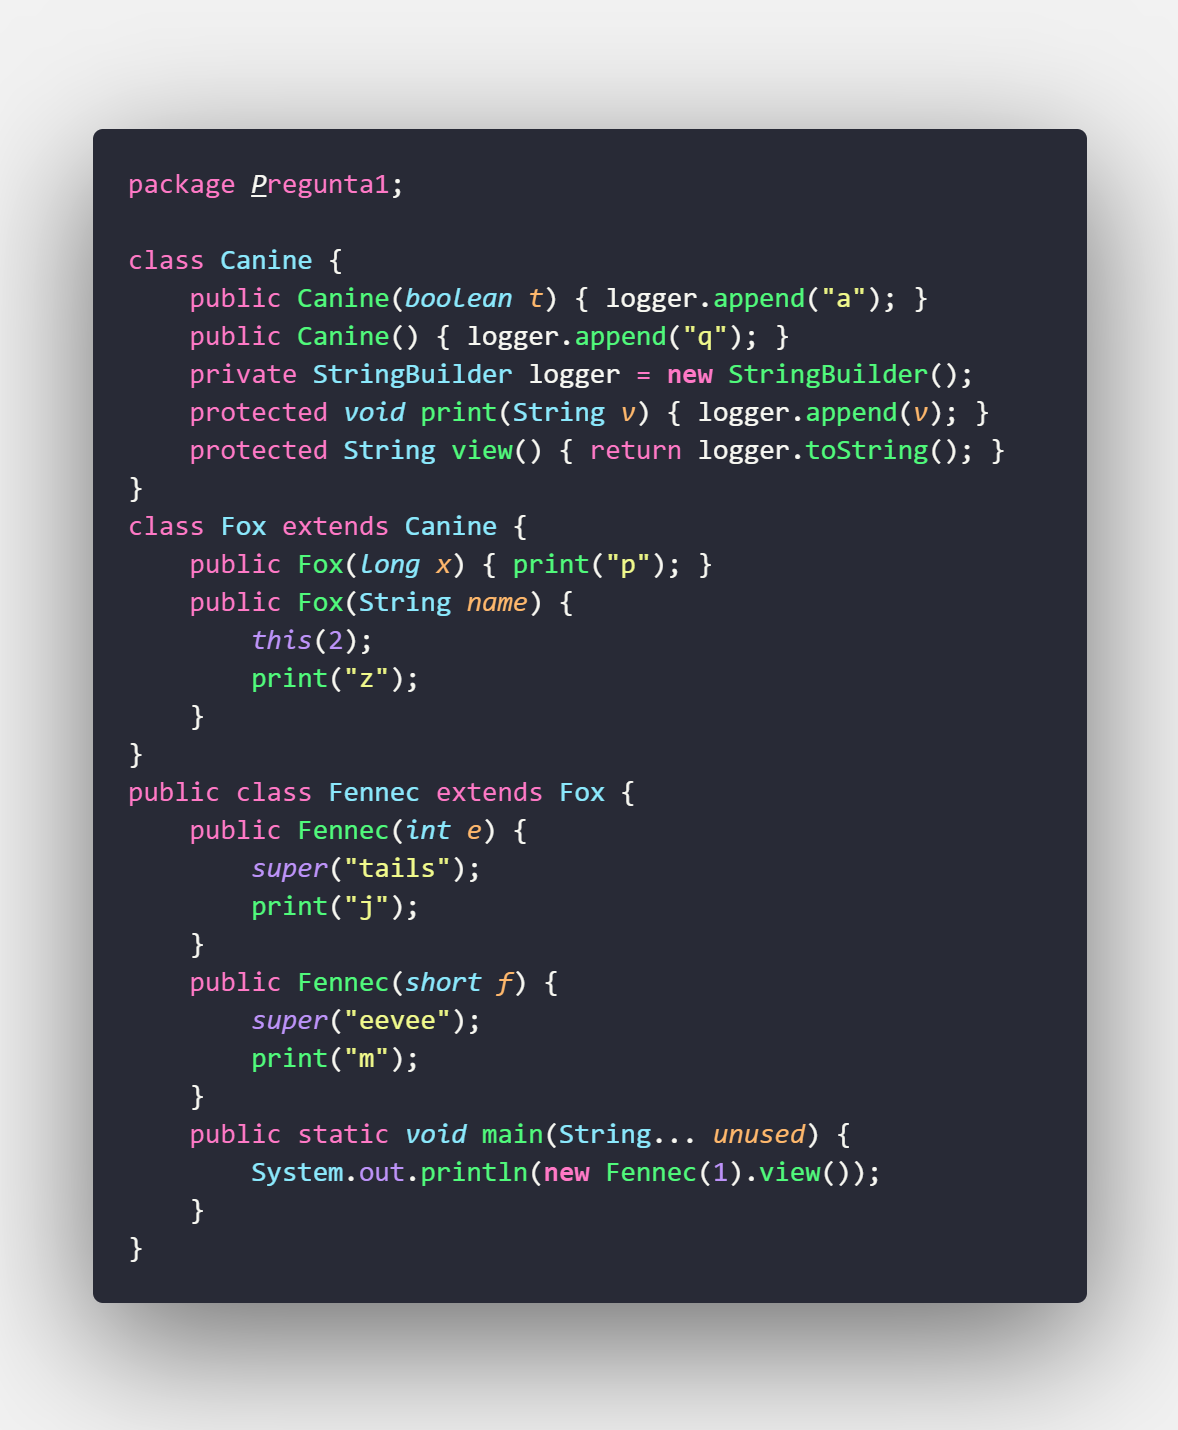 package Pregunta1;

class Canine {
    public Canine(boolean t) { logger.append("a"); }
    public Canine() { logger.append("q"); }
    private StringBuilder logger = new StringBuilder();
    protected void print(String v) { logger.append(v); }
    protected String view() { return logger.toString(); }
}
class Fox extends Canine {
    public Fox(long x) { print("p"); }
    public Fox(String name) {
        this(2);
        print("z");
    }
}
public class Fennec extends Fox {
    public Fennec(int e) {
        super("tails");
        print("j");
    }
    public Fennec(short f) {
        super("eevee");
        print("m");
    }
    public static void main(String... unused) {
        System.out.println(new Fennec(1).view());
    }
}